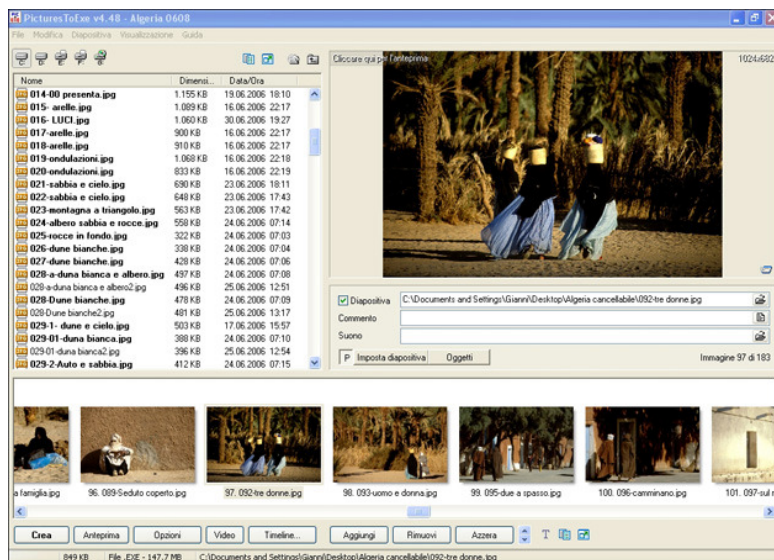 PicturesToExe v4.48 - Algeria 0608
File Modifica Diapositiva Visualizzazione Guida
Cliccare qui per l'anteprima
1024x682
Nome Dimensi... Data/Ora
014-00 presenta.jpg 1.155 KB 19.06.2006 18:10
015- arelle.jpg 1.089 KB 16.06.2006 22:17
016- LUCI.jpg 1.060 KB 30.06.2006 19:27
017-arelle.jpg 900 KB 16.06.2006 22:17
018-arelle.jpg 910 KB 16.06.2006 22:17
019-ondulazioni.jpg 1.068 KB 16.06.2006 22:18
020-ondulazioni.jpg 833 KB 16.06.2006 22:19
021-sabbia e cielo.jpg 690 KB 23.06.2006 18:11
022-sabbia e cielo.jpg 648 KB 23.06.2006 17:43
023-montagna a triangolo.jpg 563 KB 23.06.2006 17:42
024-albero sabbia e rocce.jpg 558 KB 24.06.2006 07:14
025-rocce in fondo.jpg 322 KB 24.06.2006 07:03
026-dune bianche.jpg 338 KB 24.06.2006 07:04
027-dune bianche.jpg 428 KB 24.06.2006 07:06
028-a-duna bianca e albero.jpg 497 KB 24.06.2006 07:08
028-a-duna bianca e albero2.jpg 496 KB 25.06.2006 12:51
028-Dune bianche.jpg 478 KB 24.06.2006 07:09
028-Dune bianche2.jpg 481 KB 25.06.2006 13:17
029-1- dune e cielo.jpg 503 KB 17.06.2006 15:57
029-01-duna bianca.jpg 388 KB 24.06.2006 07:10
029-01-duna bianca2.jpg 396 KB 25.06.2006 12:54
029-2-Auto e sabbia.jpg 412 KB 24.06.2006 07:15
Diapositiva C:\Documents and Settings\Gianni\Desktop\Algeria cancellabile\092-tre donne.jpg
Commento
Suono
P Imposta diapositiva Oggetti Immagine 97 di 183
a famiglia.jpg 96. 089-Seduto coperto.jpg 97. 092-tre donne.jpg 98. 093-uomo e donna.jpg 99. 095-due a spasso.jpg 100. 096-camminano.jpg 101. 097-sul
Crea Anteprima Opzioni Video Timeline... Aggiungi Rimuovi Azzera T
849 KB File .EXE - 147.7 MB C:\Documents and Settings\Gianni\Desktop\Algeria cancellabile\092-tre donne.jpg